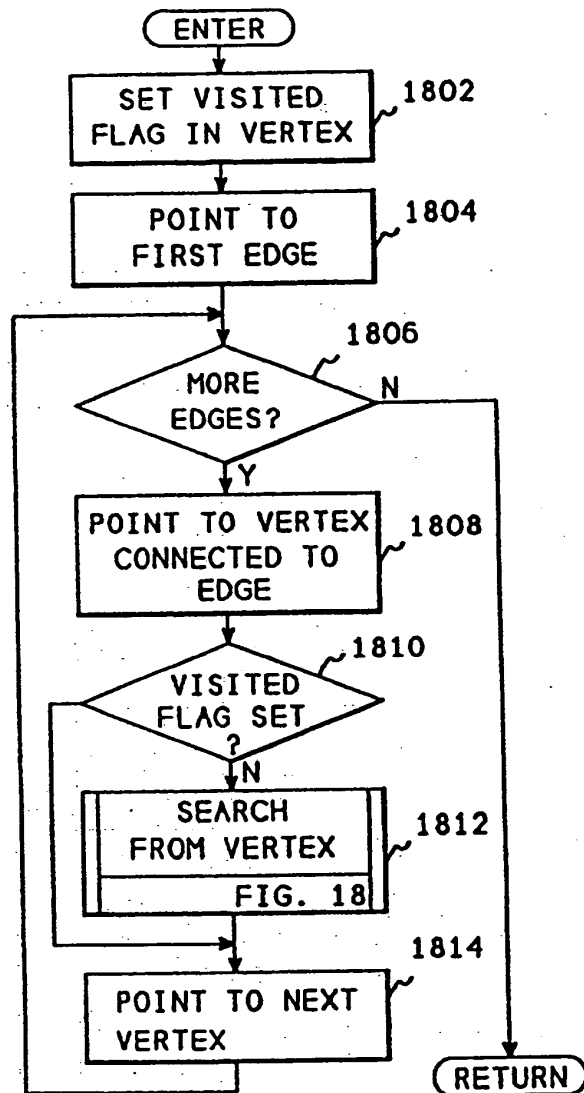 ENTER
SET VISITED
FLAG IN VERTEX
1802
POINT TO
FIRST EDGE
1804
1806
MORE
EDGES?
N
Y
POINT TO VERTEX
CONNECTED TO
EDGE
1808
1810
VISITED
FLAG SET
?
N
SEARCH
FROM VERTEX
FIG. 18
1812
1814
POINT TO NEXT
VERTEX
RETURN